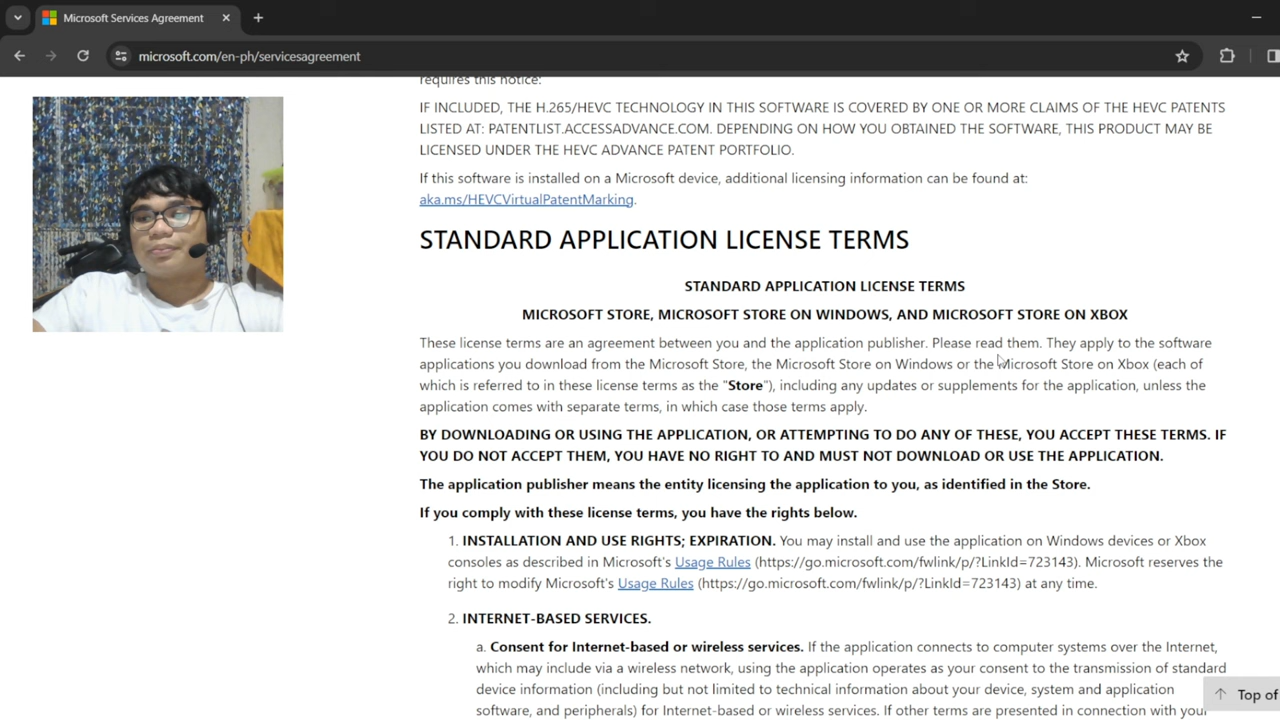 Microsoft Services Agreement
microsoft.com/en-ph/servicesagreement
requires this notice:
IF INCLUDED, THE H.265/HEVC TECHNOLOGY IN THIS SOFTWARE IS COVERED BY ONE OR MORE CLAIMS OF THE HEVC PATENTS
LISTED AT: PATENTLIST.ACCESSADVANCE.COM. DEPENDING ON HOW YOU OBTAINED THE SOFTWARE, THIS PRODUCT MAY BE
LICENSED UNDER THE HEVC ADVANCE PATENT PORTFOLIO.
If this software is installed on a Microsoft device, additional licensing information can be found at:
aka.ms/HEVCVirtualPatentMarking.
STANDARD APPLICATION LICENSE TERMS
STANDARD APPLICATION LICENSE TERMS
MICROSOFT STORE, MICROSOFT STORE ON WINDOWS, AND MICROSOFT STORE ON XBOX
These license terms are an agreement between you and the application publisher. Please read them. They apply to the software
applications you download from the Microsoft Store, the Microsoft Store on Windows or the Microsoft Store on Xbox (each of
which is referred to in these license terms as the "Store"), including any updates or supplements for the application, unless the
application comes with separate terms, in which case those terms apply.
BY DOWNLOADING OR USING THE APPLICATION, OR ATTEMPTING TO DO ANY OF THESE, YOU ACCEPT THESE TERMS. IF
YOU DO NOT ACCEPT THEM, YOU HAVE NO RIGHT TO AND MUST NOT DOWNLOAD OR USE THE APPLICATION.
The application publisher means the entity licensing the application to you, as identified in the Store.
If you comply with these license terms, you have the rights below.
1. INSTALLATION AND USE RIGHTS; EXPIRATION. You may install and use the application on Windows devices or Xbox
consoles as described in Microsoft's Usage Rules (https://go.microsoft.com/fwlink/p/?LinkId=723143). Microsoft reserves the
right to modify Microsoft's Usage Rules (https://go.microsoft.com/fwlink/p/?LinkId=723143) at any time.
2. INTERNET-BASED SERVICES.
a. Consent for Internet-based or wireless services. If the application connects to computer systems over the Internet,
which may include via a wireless network, using the application operates as your consent to the transmission of standard
device information (including but not limited to technical information about your device, system and application
software, and peripherals) for Internet-based or wireless services. If other terms are presented in connection with your
Top of